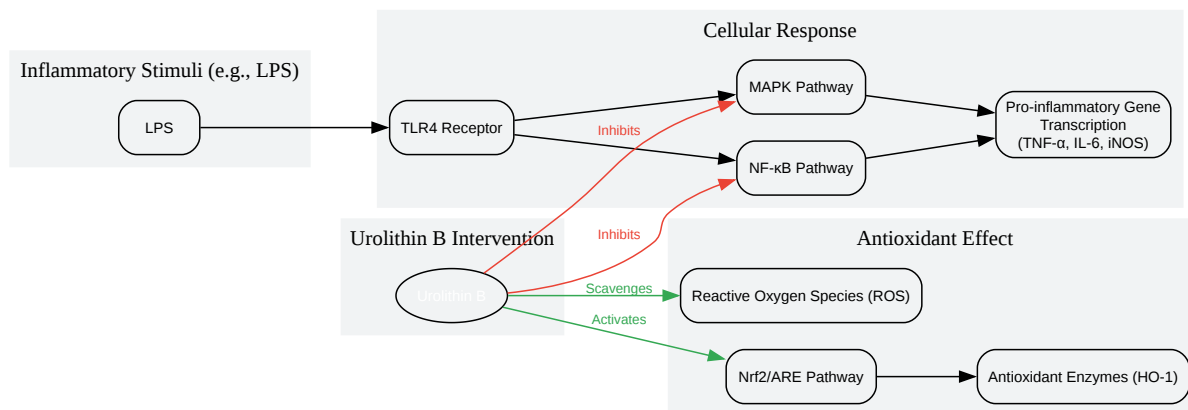 Cellular Response
Inflammatory Stimuli (e.g., LPS)
LPS
TLR4 Receptor
MAPK Pathway
NF-κB Pathway
Pro-inflammatory Gene
Transcription
(TNF-α, IL-6, iNOS)
Inhibits
Inhibits
Urolithin B Intervention
Urolithin B
Antioxidant Effect
Scavenges
Reactive Oxygen Species (ROS)
Activates
Nrf2/ARE Pathway
Antioxidant Enzymes (HO-1)